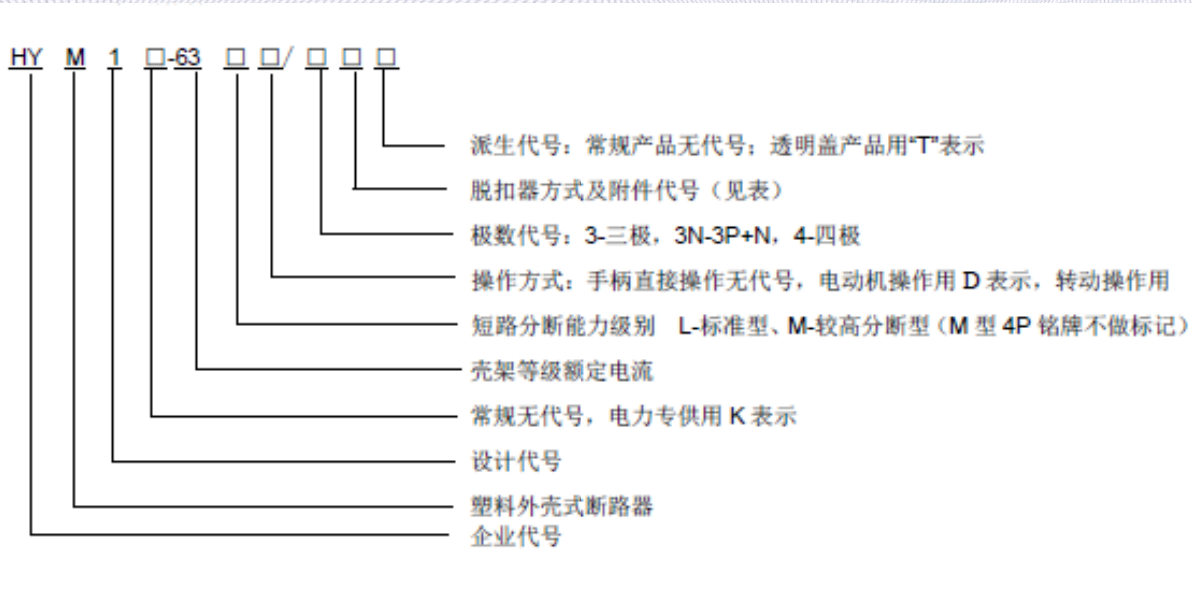 HY M 1 □-63 □ □/ □ □ □
派生代号：常规产品无代号；透明盖产品用“T”表示
脱扣器方式及附件代号（见表）
极数代号：3-三极，3N-3P+N，4-四极
操作方式：手柄直接操作无代号，电动机操作用 D 表示，转动操作用
短路分断能力级别 L-标准型、M-较高分断型（M 型 4P 铭牌不做标记）
壳架等级额定电流
常规无代号，电力专供用 K 表示
设计代号
塑料外壳式断路器
企业代号